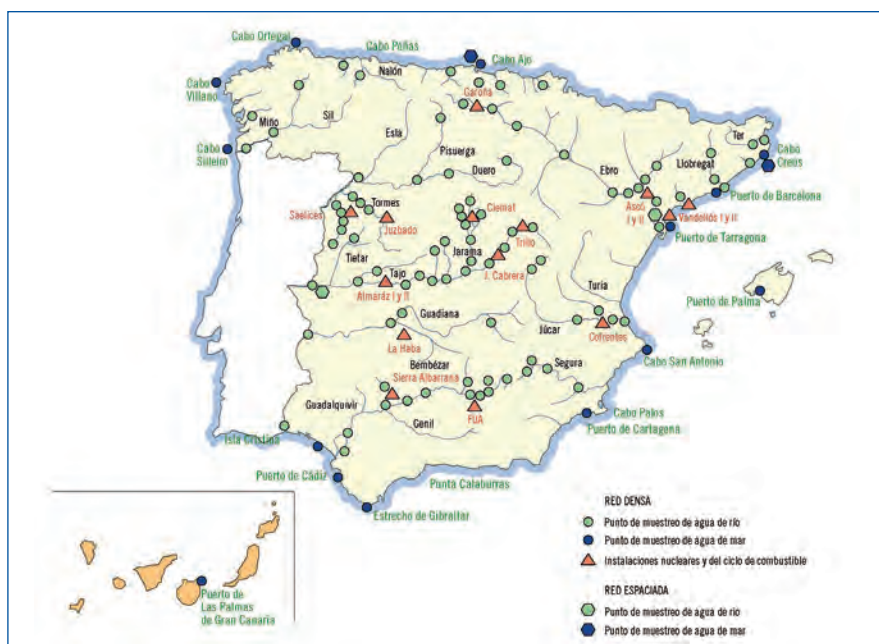 Cabo Ortegal
Cabo Peñas
Cabo Ajo
Cabo
Villano
Nalón
Garoña
Sil
Miño
Esla
Ter
Cabo
Silleiro
Pisuerga
Cabo
Creus
Duero
Ebro
Llobregat
Puerto de Barcelona
Tormes
Saelices
Juzbado
Ciemat
Ascó
I y II
Vandellós I y II
Trillo
Puerto de Tarragona
Tietar
Jarama
Tajo
J. Cabrera
Almaráz I y II
Turia
Puerto de Palma
Guadiana
Júcar
Cofrentes
La Haba
Cabo San Antonio
Bembézar
Segura
Sierra Albarrana
Guadalquivir
Genil
FUA
Cabo Palos
Puerto de Cartagena
Isla Cristina
Puerto de Cádiz
Punta Calaburras
Estrecho de Gibraltar
Puerto de
Las Palmas
de Gran Canaria
RED DENSA
Punto de muestreo de agua de río
Punto de muestreo de agua de mar
Instalaciones nucleares y del ciclo de combustible
RED ESPACIADA
Punto de muestreo de agua de río
Punto de muestreo de agua de mar